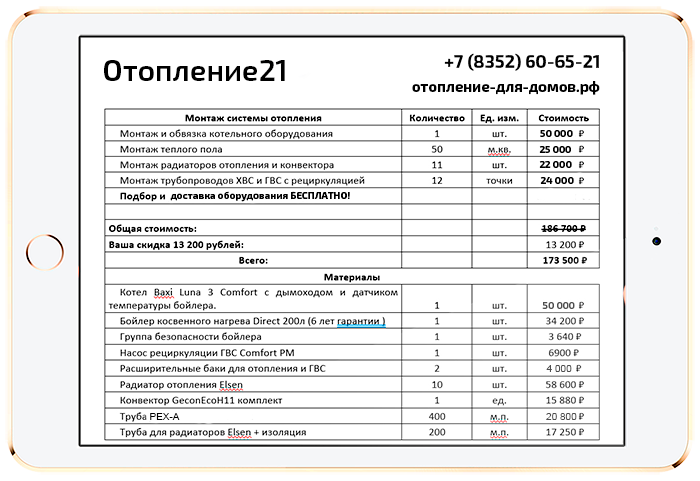 Отопление21
+7 (8352) 60-65-21
отопление-для-домов.рф
Монтаж системы отопления Количество Ед. изм. Стоимость
Монтаж и обвязка котельного оборудования 1 шт. 50 000 ₽
Монтаж теплого пола 50 м.кв. 25 000 ₽
Монтаж радиаторов отопления и конвектора 11 шт. 22 000 ₽
Монтаж трубопроводов ХВС и ГВС с рециркуляцией 12 точки 24 000 ₽
Подбор и доставка оборудования БЕСПЛАТНО!
Общая стоимость: 186 700 ₽
Ваша скидка 13 200 рублей: 13 200 ₽
Всего: 173 500 ₽
Материалы
Котел Baxi Luna 3 Comfort с дымоходом и датчиком
температуры бойлера. 1 шт. 50 000 ₽
Бойлер косвенного нагрева Direct 200л (6 лет гарантии ) 1 шт. 34 200 ₽
Группа безопасности бойлера 1 шт. 3 640 ₽
Насос рециркуляции ГВС Comfort PM 1 шт. 6900 ₽
Расширительные баки для отопления и ГВС 2 шт. 4 000 ₽
Радиатор отопления Elsen 10 шт. 58 600 ₽
Конвектор GeconEcoH11 комплект 1 ед. 15 880 ₽
Труба PEX-A 400 м.п. 20 800 ₽
Труба для радиаторов Elsen + изоляция 200 м.п. 17 250 ₽